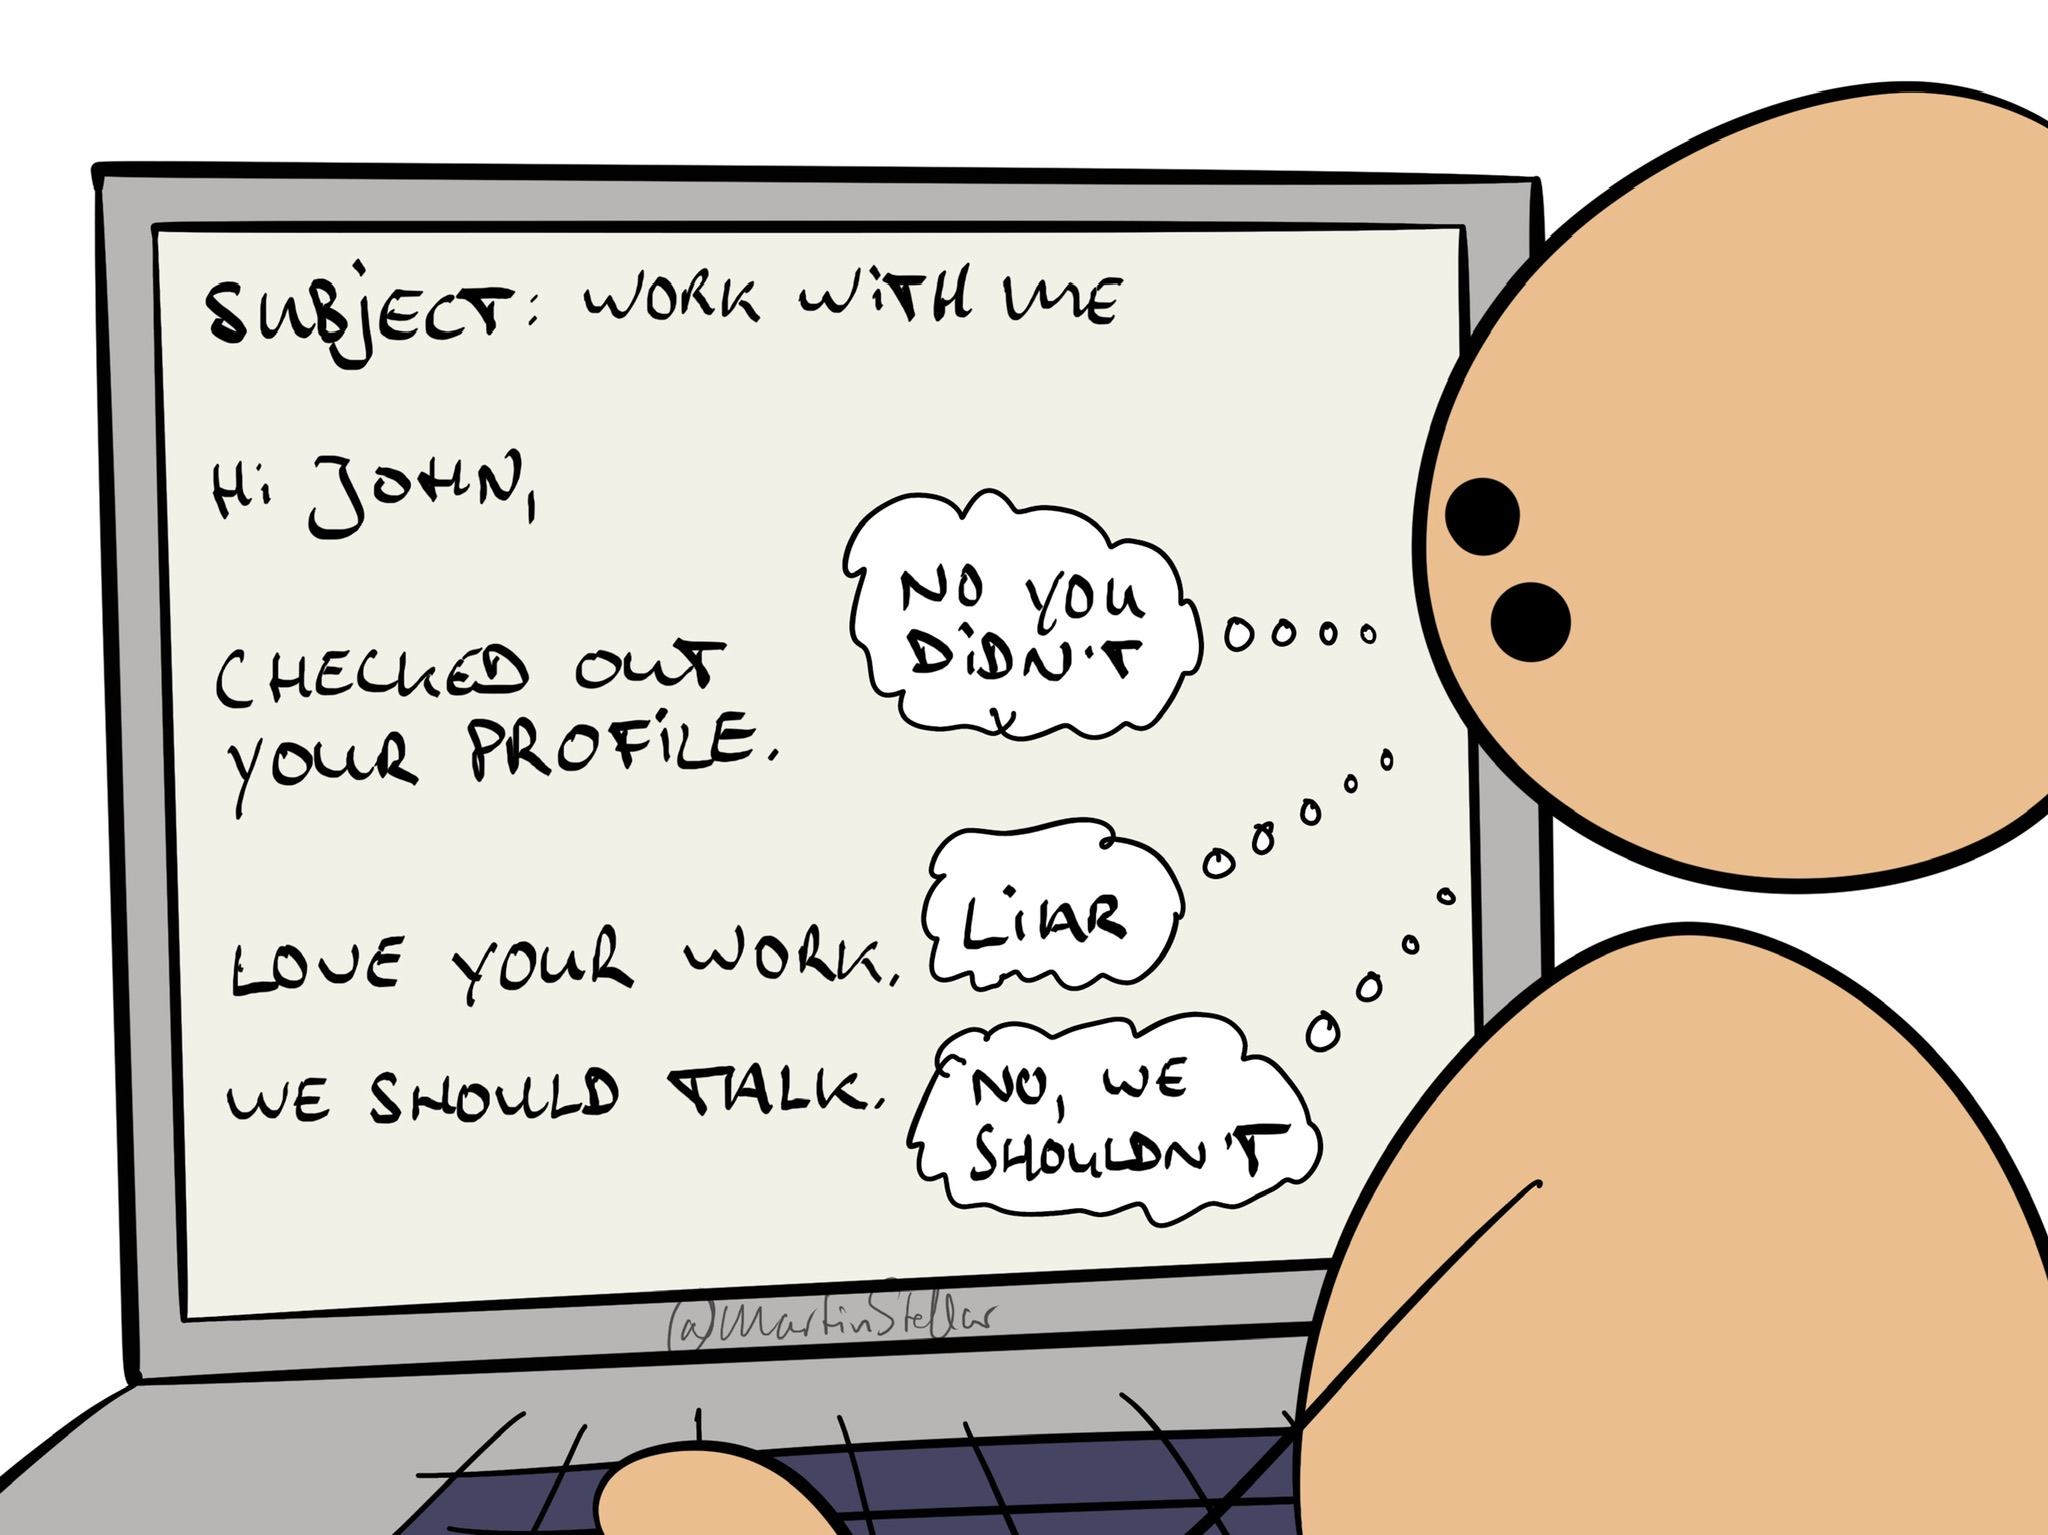 SUBJECT: WORK WITH ME
Hi JOHN,
CHECKED OUT
YOUR PROFILE.
NO YOU
DIDN'T
LOVE YOUR WORK.
LIAR
WE SHOULD TALK.
NO, WE
SHOULDN'T
@MartinStellar